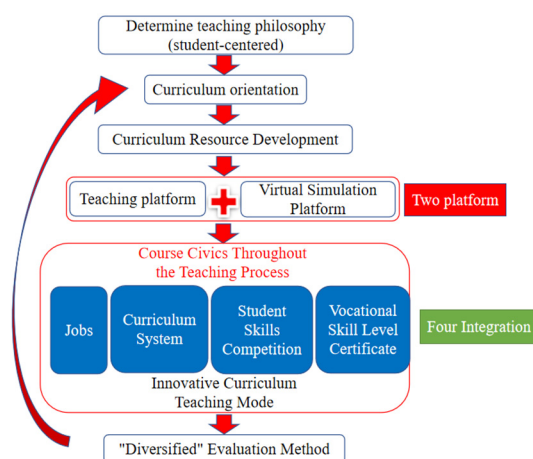 Determine teaching philosophy
(student-centered)
Curriculum orientation
Curriculum Resource Development
Teaching platform
Virtual Simulation
Platform
Two platform
Course Civics Throughout
the Teaching Process
Jobs
Curriculum
System
Student
Skills
Competition
Vocational
Skill Level
Certificate
Four Integration
Innovative Curriculum
Teaching Mode
"Diversified" Evaluation Method